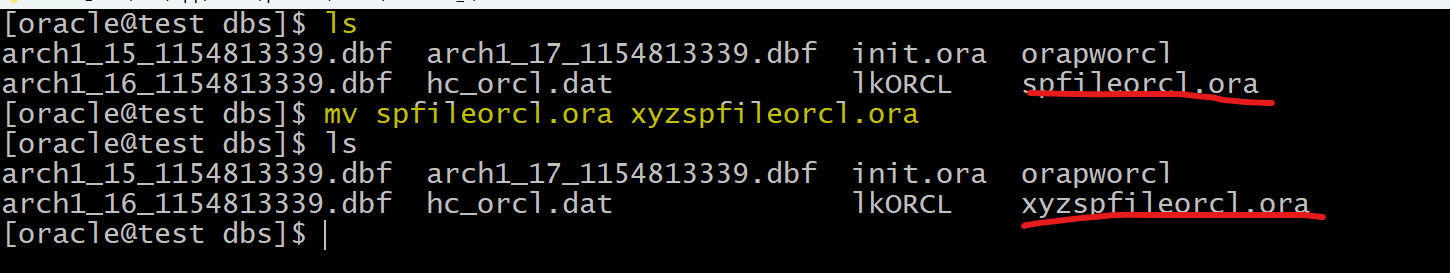 [oracle@test dbs]$ ls
arch1_15_1154813339.dbf  arch1_17_1154813339.dbf  init.ora  orapworcl
arch1_16_1154813339.dbf  hc_orcl.dat              lkORCL    spfileorcl.ora
[oracle@test dbs]$ mv spfileorcl.ora xyzspfileorcl.ora
[oracle@test dbs]$ ls
arch1_15_1154813339.dbf  arch1_17_1154813339.dbf  init.ora  orapworcl
arch1_16_1154813339.dbf  hc_orcl.dat              lkORCL    xyzspfileorcl.ora
[oracle@test dbs]$